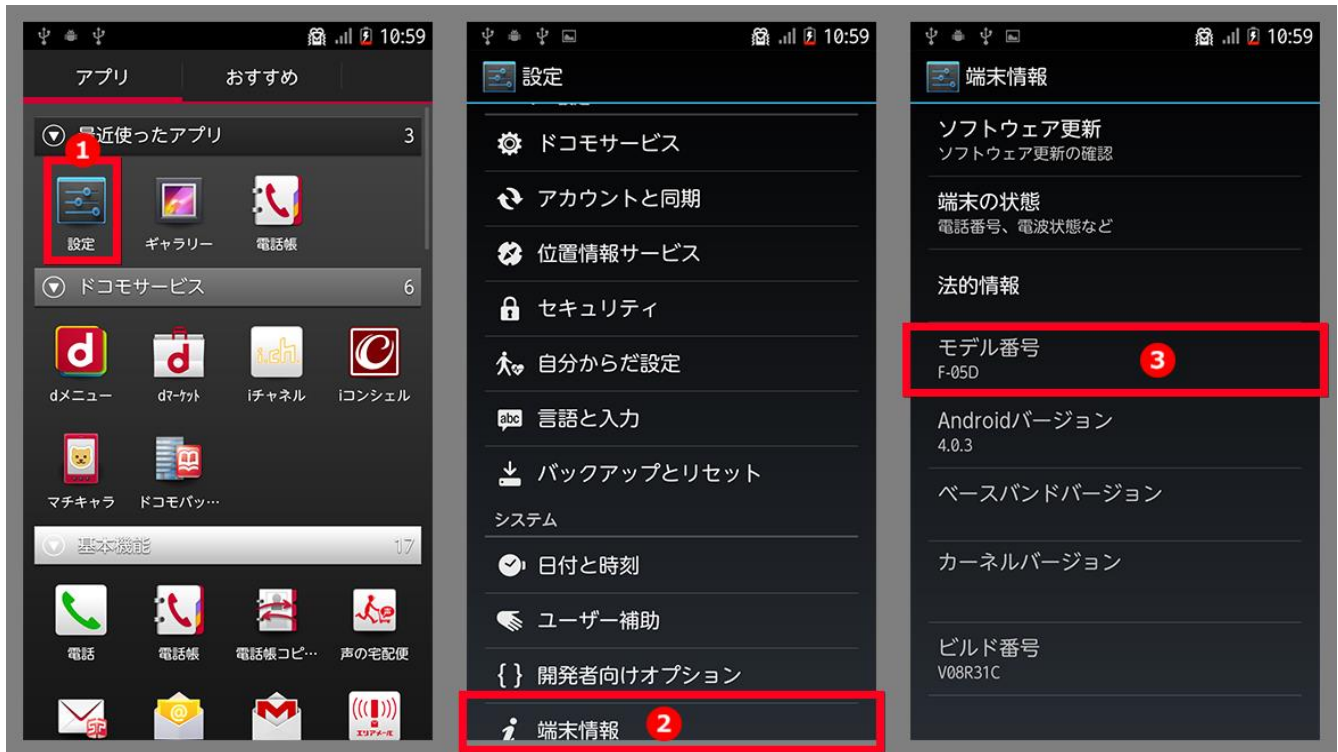 10:59
アプリ
おすすめ
最近使ったアプリ 3
1
設定
ギャラリー
電話帳
ドコモサービス 6
d
d
i.ch
C
dメニュー
dマーケット
iチャネル
iコンシェル
マチキャラ
ドコモバッ…
基本機能 17
電話
電話帳
電話帳コピ…
声の宅配便
SP
@
エリアメール
10:59
設定
ドコモサービス
アカウントと同期
位置情報サービス
セキュリティ
自分からだ設定
abc 言語と入力
バックアップとリセット
システム
日付と時刻
ユーザー補助
{ } 開発者向けオプション
i 端末情報 2
10:59
端末情報
ソフトウェア更新
ソフトウェア更新の確認
端末の状態
電話番号、電波状態など
法的情報
モデル番号
F-05D
3
Androidバージョン
4.0.3
ベースバンドバージョン
カーネルバージョン
ビルド番号
V08R31C